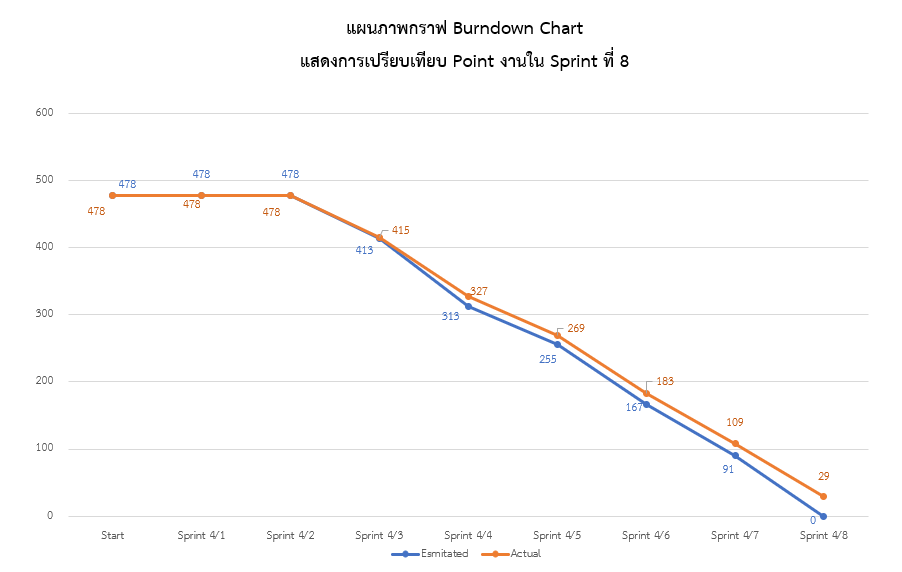 แผนภาพกราฟ Burndown Chart
แสดงการเปรียบเทียบ Point งานใน Sprint ที่ 8
600
500
400
300
200
100
0
478 478 478
478 478 478
413 415
313 327
255 269
167 183
91 109
0 29
Start Sprint 4/1 Sprint 4/2 Sprint 4/3 Sprint 4/4 Sprint 4/5 Sprint 4/6 Sprint 4/7 Sprint 4/8
Esmitated Actual